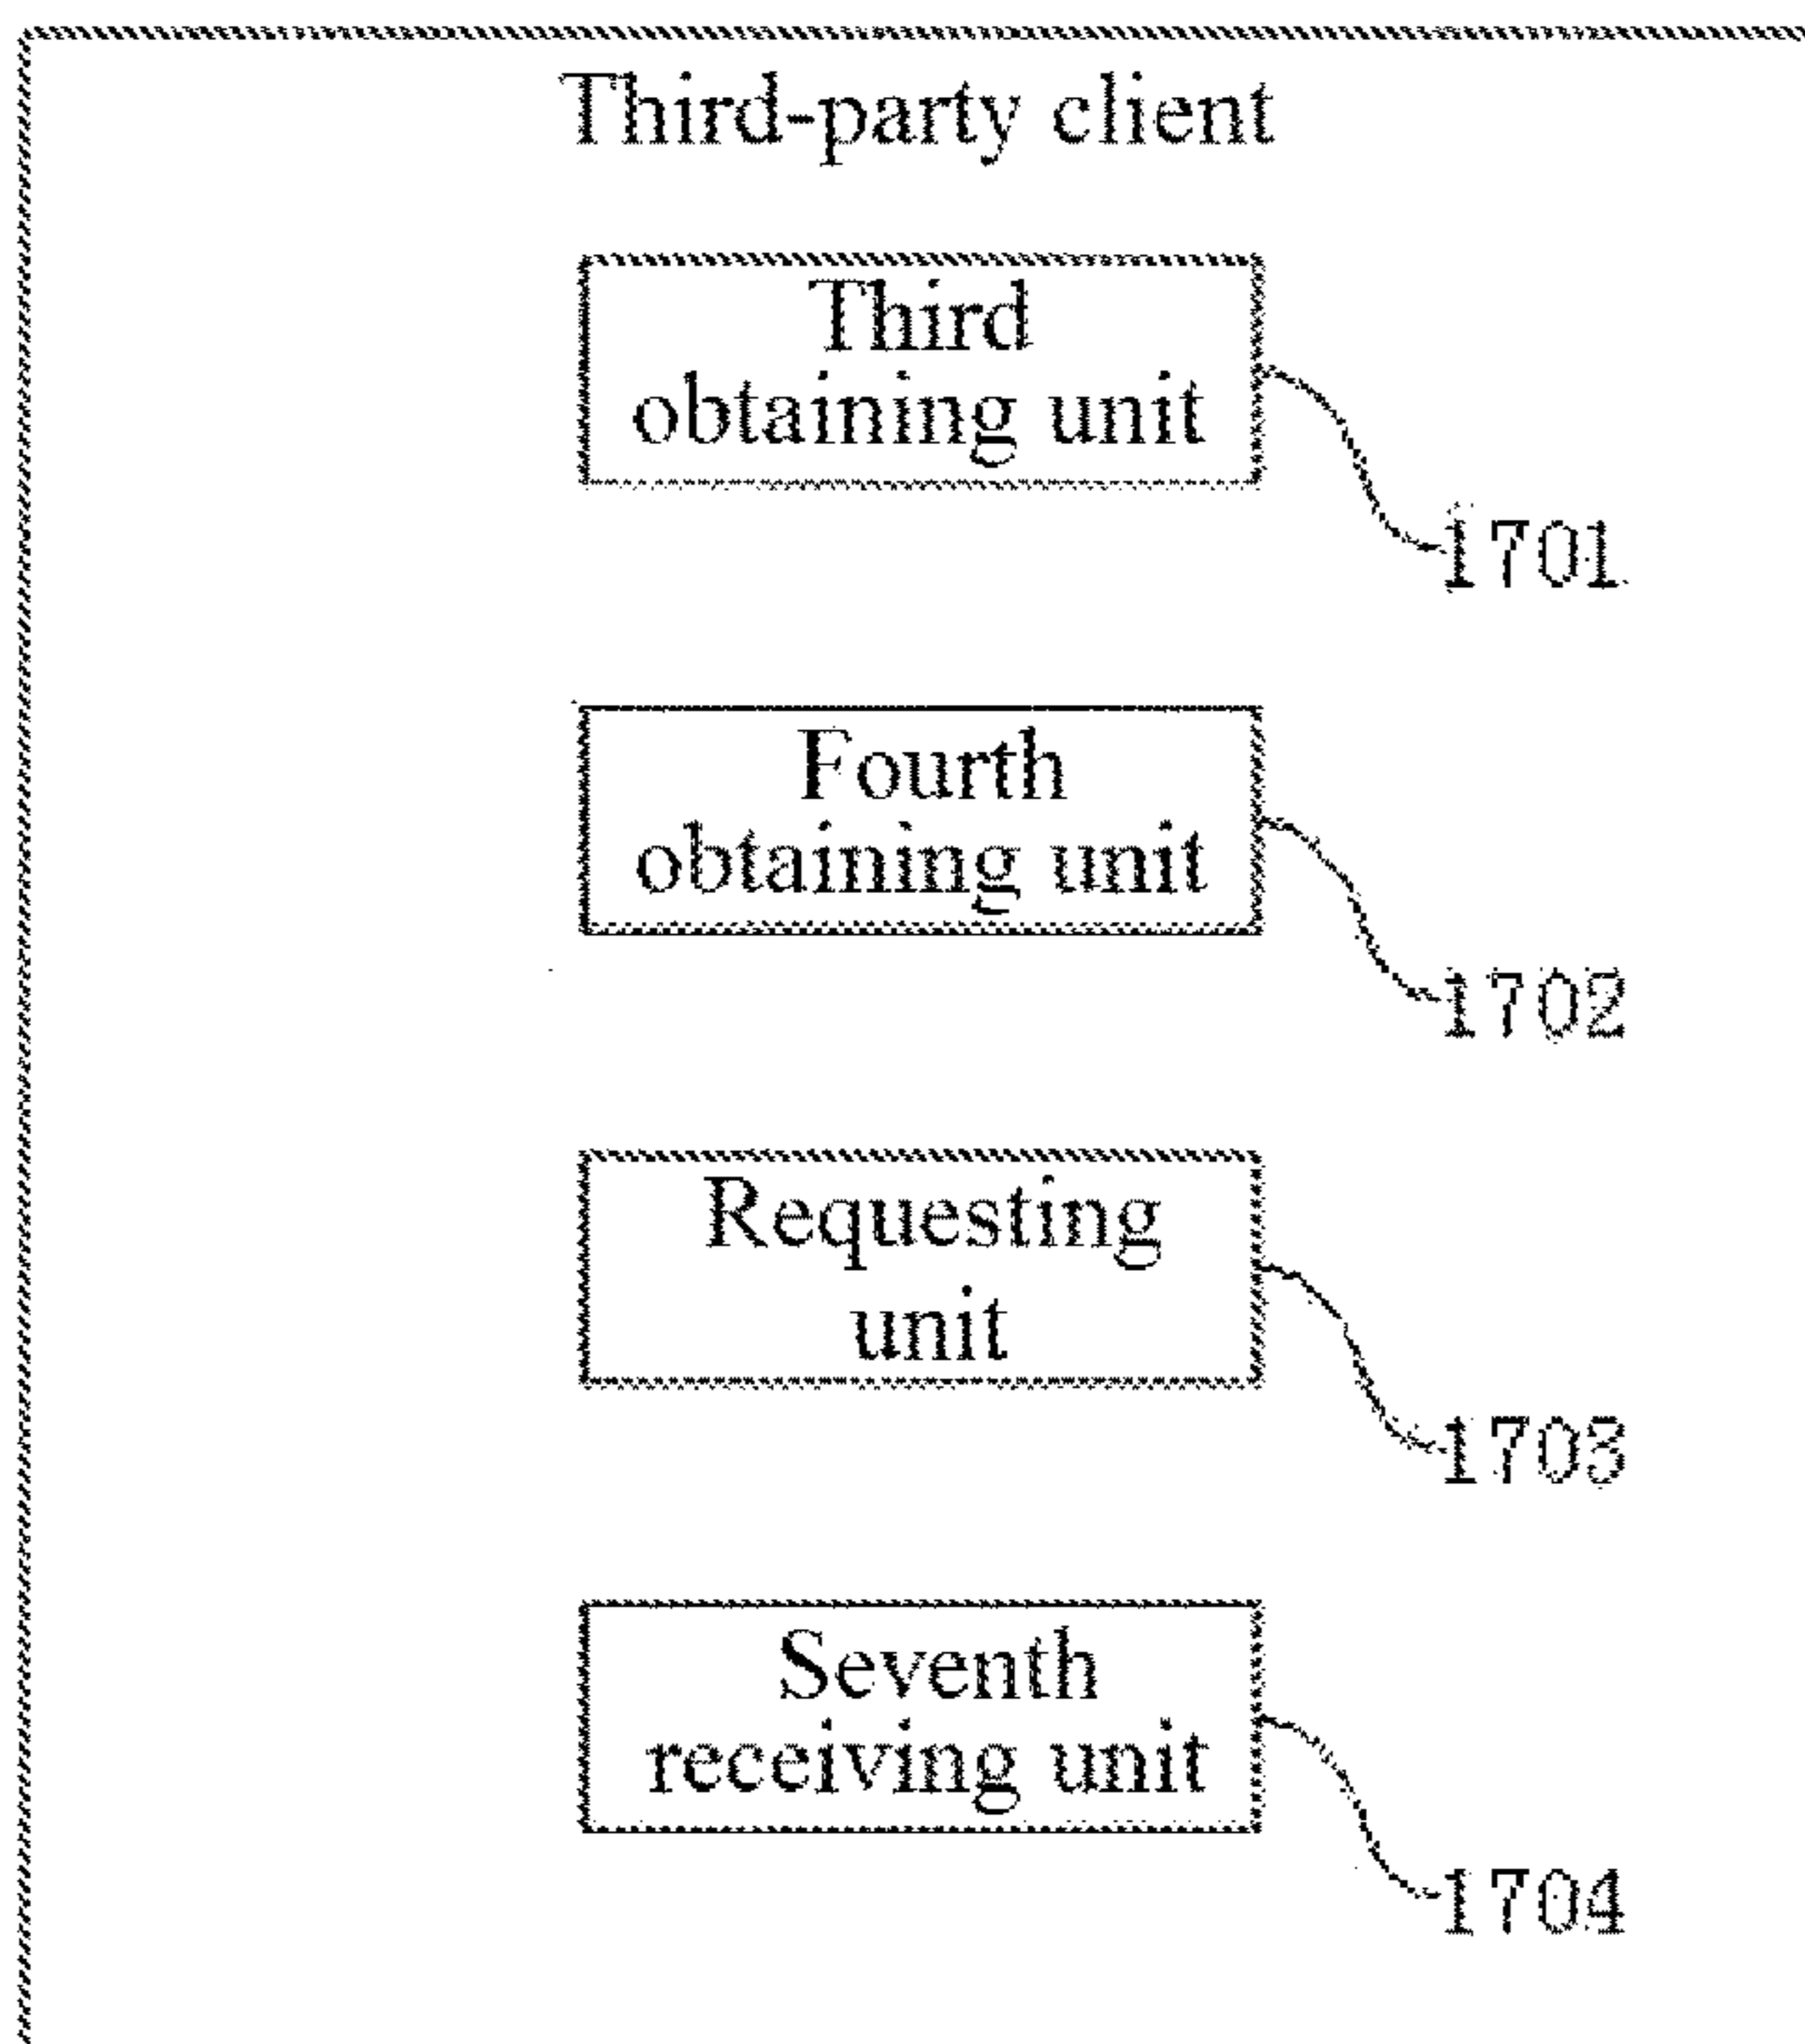 Third-party client
Third
obtaining unit
1701
Fourth
obtaining unit
1702
Requesting
unit
1703
Seventh
receiving unit
1704